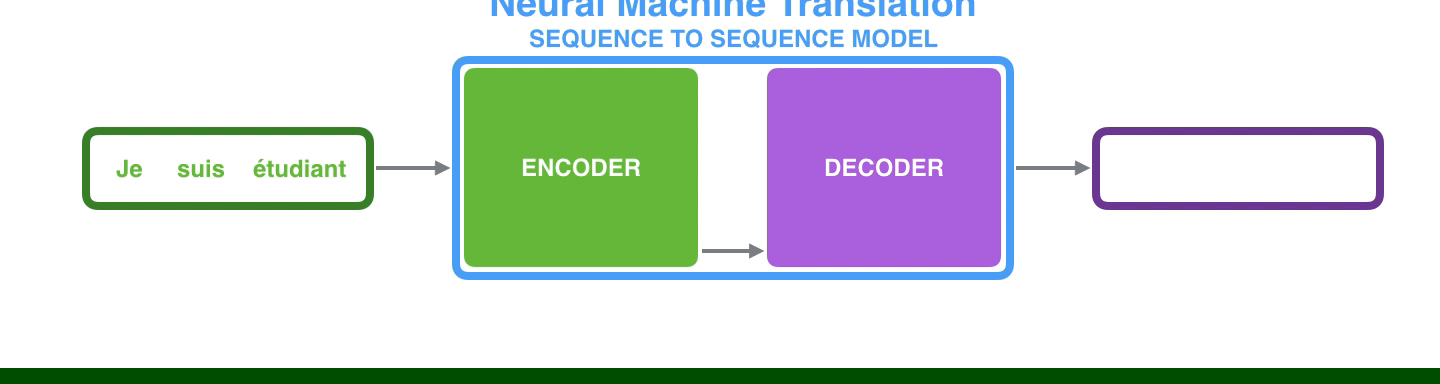 Neural Machine Translation
SEQUENCE TO SEQUENCE MODEL
Je suis étudiant
ENCODER
DECODER